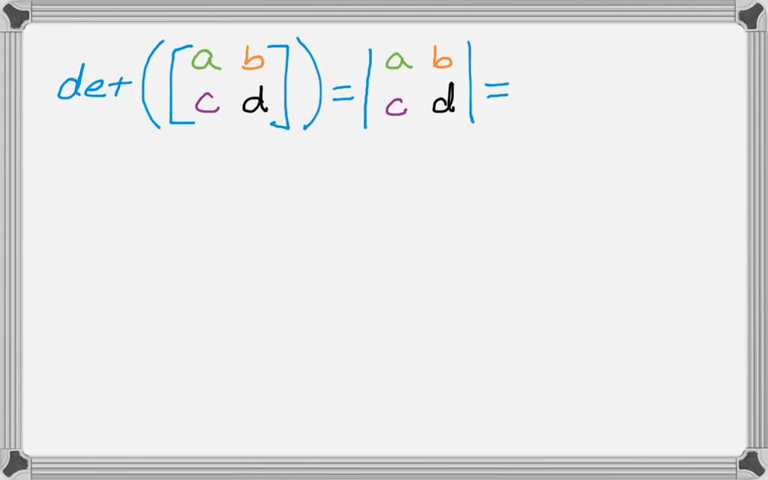 det([a b c d]) = |a b c d| =